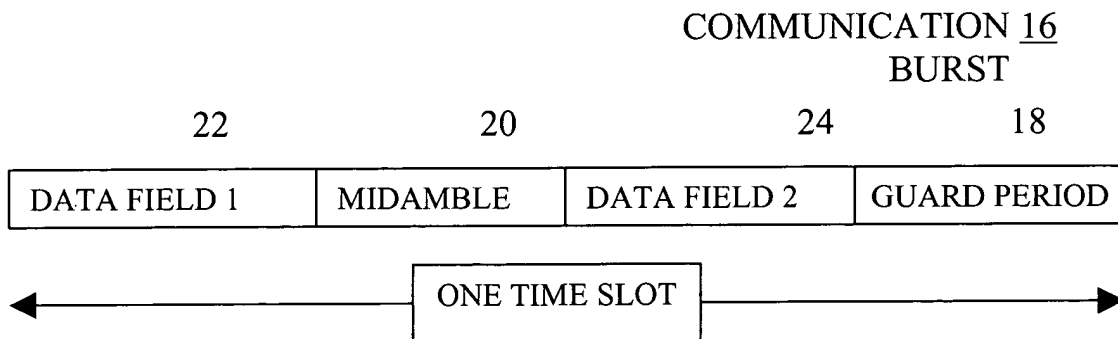 COMMUNICATION 16
BURST
22 20 24 18
DATA FIELD 1 MIDAMBLE DATA FIELD 2 GUARD PERIOD
ONE TIME SLOT